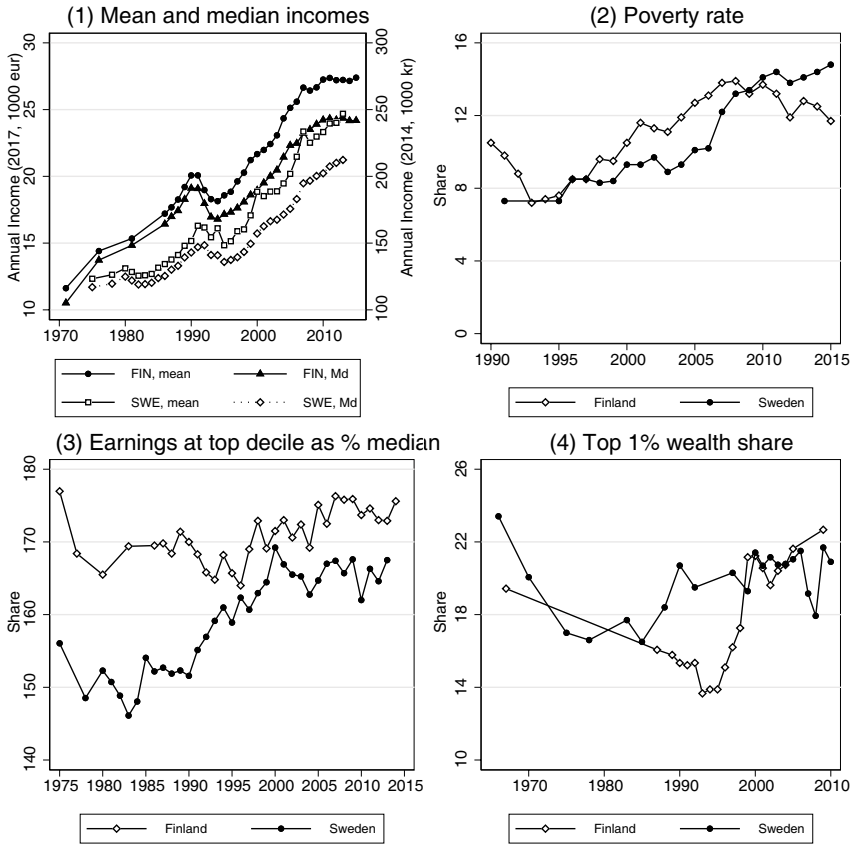 (1) Mean and median incomes
Annual Income (2017, 1000 eur)
30
25
20
15
10
Annual Income (2014, 1000 kr)
300
250
200
150
100
1970 1980 1990 2000 2010
FIN, mean FIN, Md
SWE, mean SWE, Md
(2) Poverty rate
Share
16
12
8
4
0
1990 1995 2000 2005 2010 2015
Finland Sweden
(3) Earnings at top decile as % median
Share
180
170
160
150
140
1975 1980 1985 1990 1995 2000 2005 2010 2015
Finland Sweden
(4) Top 1% wealth share
Share
26
22
18
14
10
1970 1980 1990 2000 2010
Finland Sweden